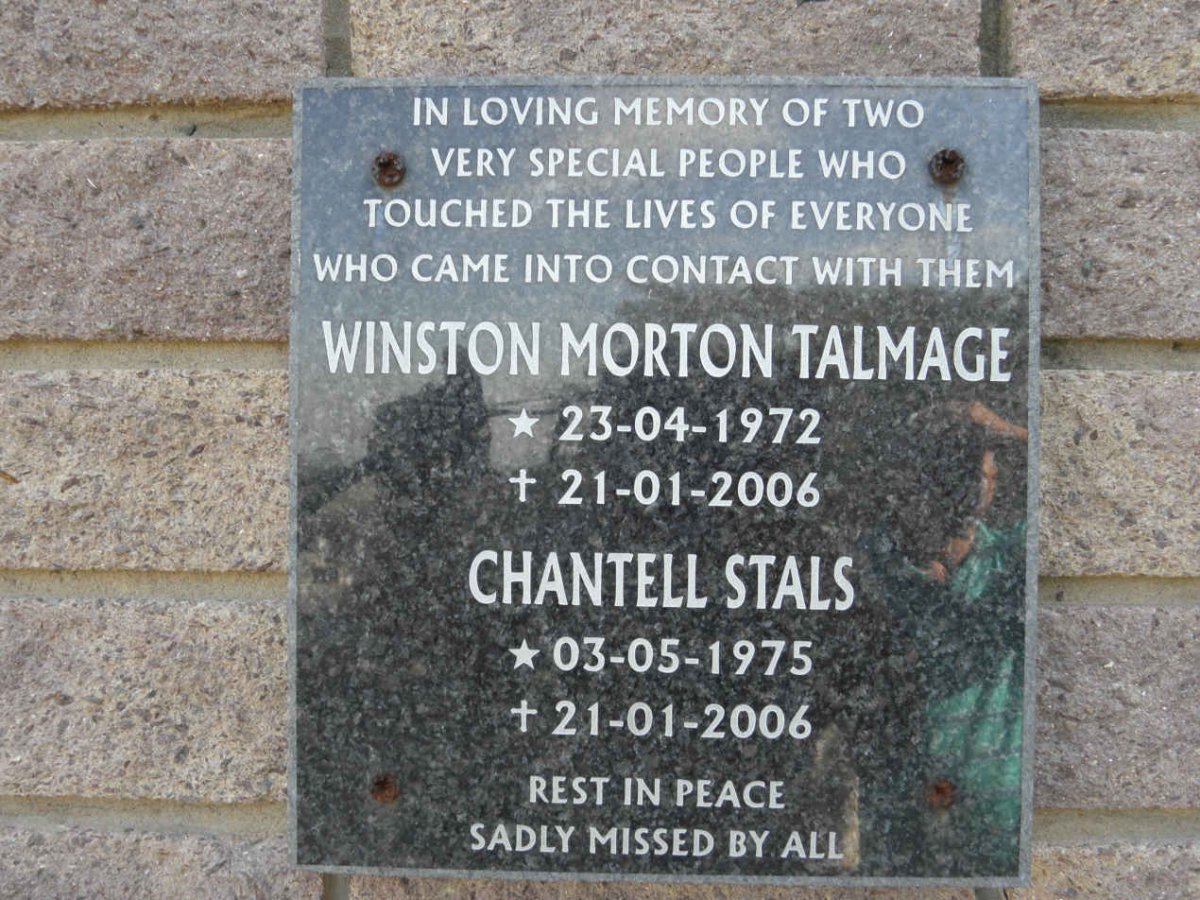 IN LOVING MEMORY OF TWO
VERY SPECIAL PEOPLE WHO
TOUCHED THE LIVES OF EVERYONE
WHO CAME INTO CONTACT WITH THEM
WINSTON MORTON TALMAGE
★ 23-04-1972
✝ 21-01-2006
CHANTELL STALS
★ 03-05-1975
✝ 21-01-2006
REST IN PEACE
SADLY MISSED BY ALL